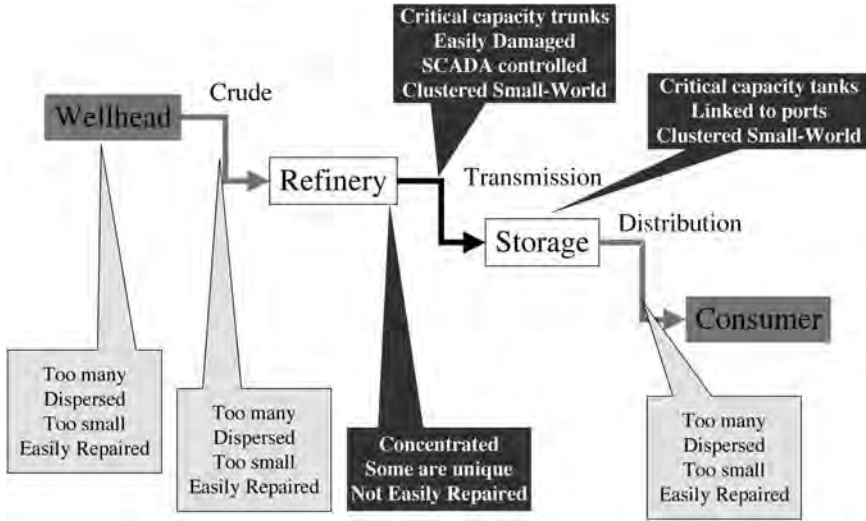 Critical capacity trunks
Easily Damaged
SCADA controlled
Clustered Small-World
Critical capacity tanks
Linked to ports
Clustered Small-World
Wellhead
Crude
Refinery
Transmission
Storage
Distribution
Consumer
Too many
Dispersed
Too small
Easily Repaired
Too many
Dispersed
Too small
Easily Repaired
Concentrated
Some are unique
Not Easily Repaired
Too many
Dispersed
Too small
Easily Repaired